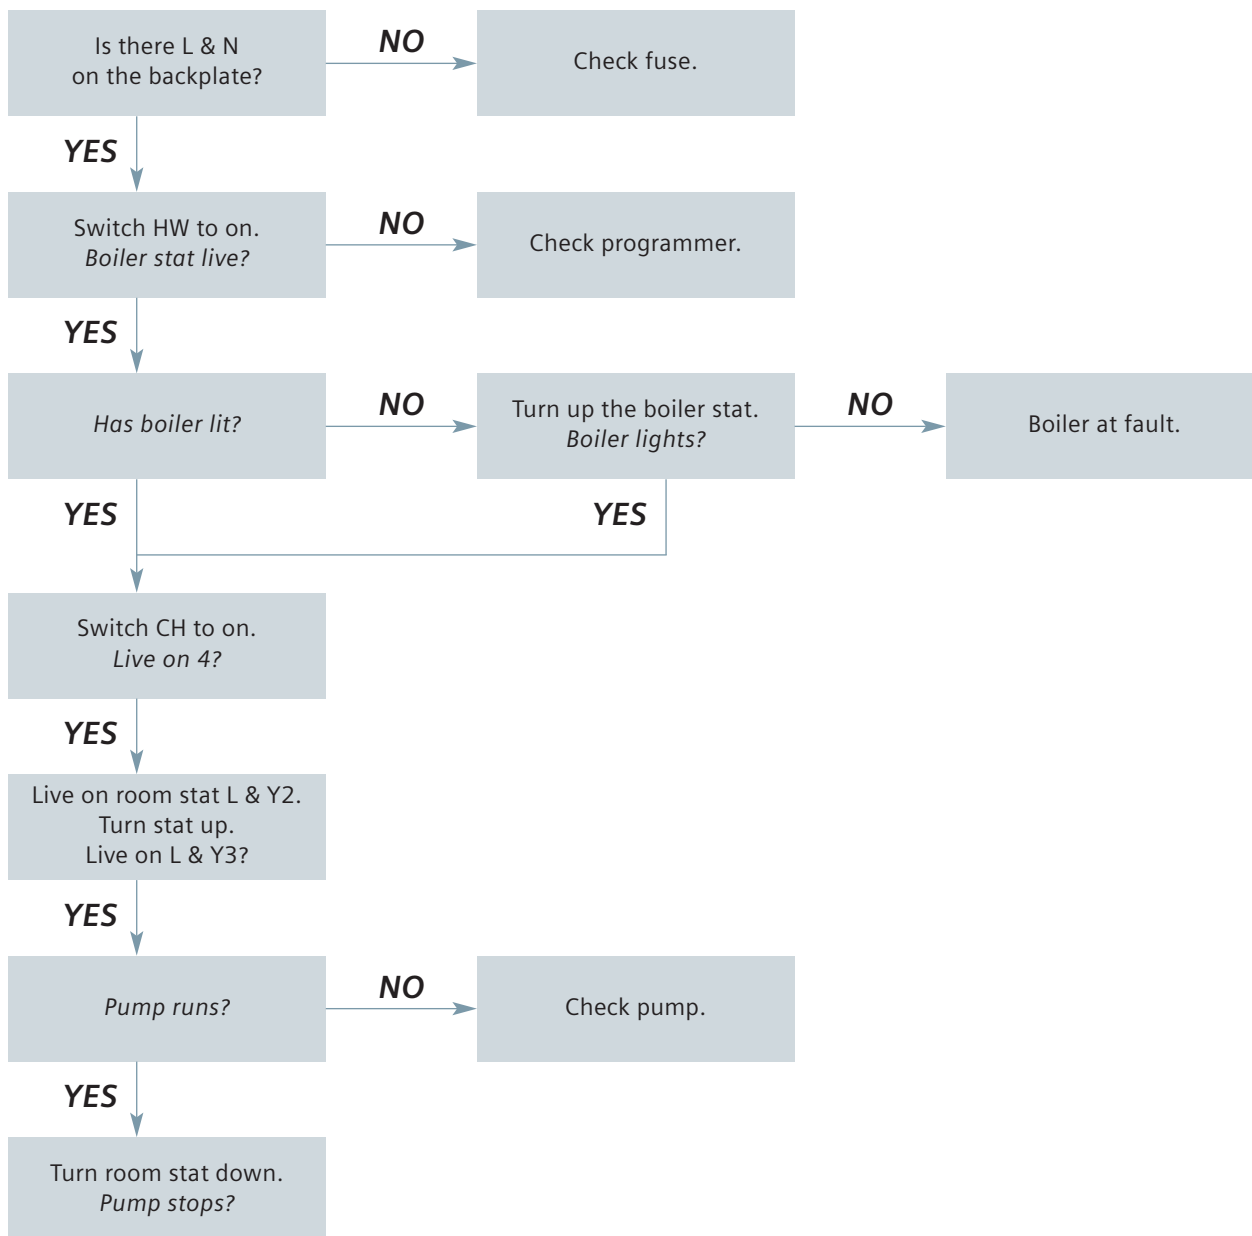 Is there L & N
on the backplate?
NO
Check fuse.
YES
Switch HW to on.
Boiler stat live?
NO
Check programmer.
YES
Has boiler lit?
NO
Turn up the boiler stat.
Boiler lights?
NO
Boiler at fault.
YES
YES
Switch CH to on.
Live on 4?
YES
Live on room stat L & Y2.
Turn stat up.
Live on L & Y3?
YES
Pump runs?
NO
Check pump.
YES
Turn room stat down.
Pump stops?